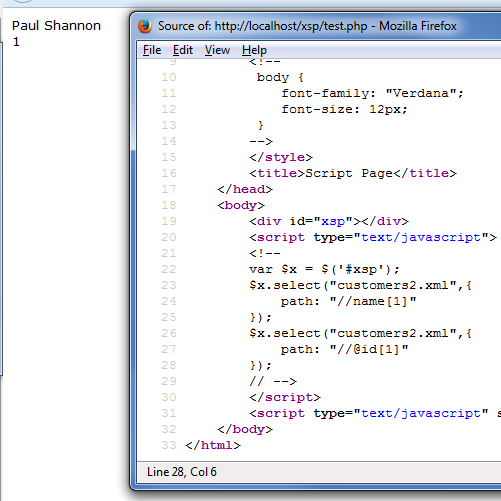 Paul Shannon
1
Source of: http://localhost/xsp/test.php - Mozilla Firefox
File Edit View Help
9 <!--
10 body {
11 font-family: "Verdana";
12 font-size: 12px;
13 }
14 -->
15 </style>
16 <title>Script Page</title>
17 </head>
18 <body>
19 <div id="xsp"></div>
20 <script type="text/javascript">
21 <!--
22 var $x = $('#xsp');
23 $x.select("customers2.xml",{
24 path: "//name[1]"
25 });
26 $x.select("customers2.xml",{
27 path: "//@id[1]"
28 });
29 // -->
30 </script>
31 <script type="text/javascript" s
32 </body>
33 </html>
Line 28, Col 6